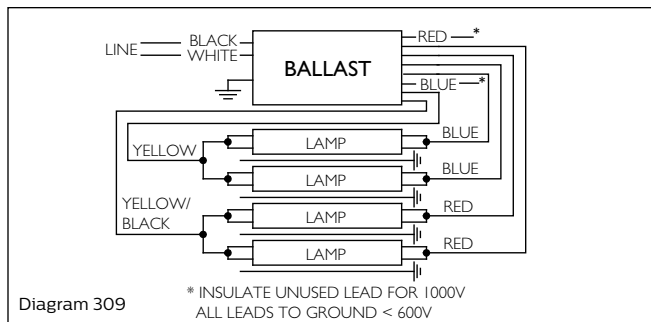 RED *
BLACK
LINE
WHITE
BALLAST
BLUE *
LAMP
BLUE
YELLOW
LAMP
BLUE
YELLOW/
BLACK
LAMP
RED
LAMP
RED
* INSULATE UNUSED LEAD FOR 1000V
ALL LEADS TO GROUND < 600V
Diagram 309